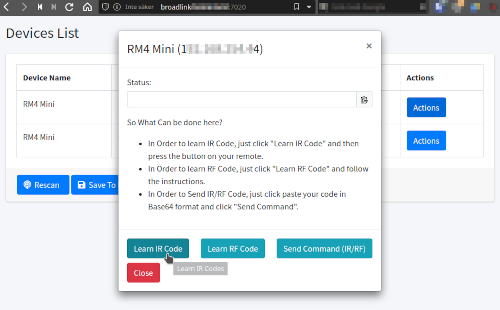 Inte säker
broadlink
:7020
Devices List
Device Name
Actions
RM4 Mini
Actions
RM4 Mini
Actions
Rescan
Save To
RM4 Mini (1
4)
×
Status:
So What Can be done here?
In Order to learn IR Code, just click "Learn IR Code" and then
press the button on your remote.
In order to learn RF Code, just click "Learn RF Code" and follow
the instructions.
In Order to Send IR/RF Code, just click paste your code in
Base64 format and click "Send Command".
Learn IR Code
Learn RF Code
Send Command (IR/RF)
Close
Learn IR Codes